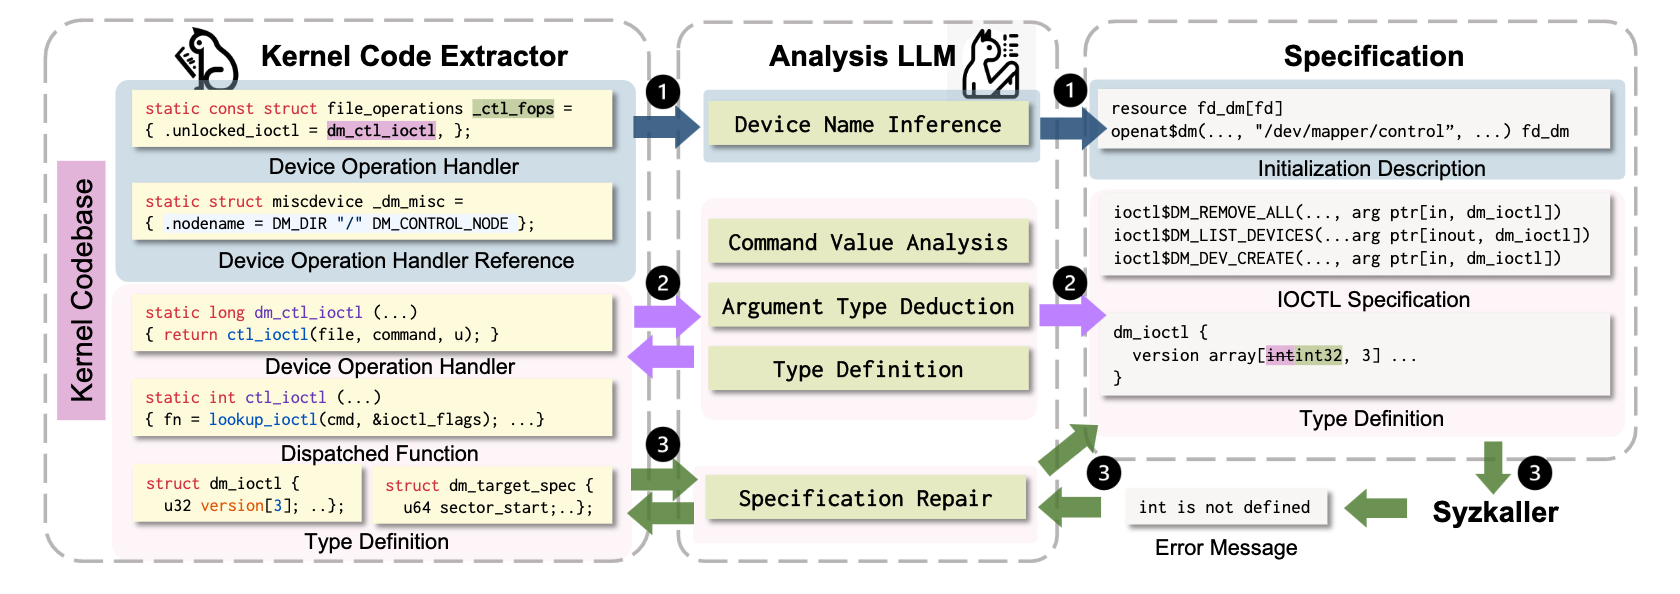 Kernel Code Extractor
Kernel Codebase
static const struct file_operations _ctl_fops =
{ .unlocked_ioctl = dm_ctl_ioctl, };
Device Operation Handler
static struct miscdevice _dm_misc =
{ .nodename = DM_DIR "/" DM_CONTROL_NODE };
Device Operation Handler Reference
static long dm_ctl_ioctl (...)
{ return ctl_ioctl(file, command, u); }
Device Operation Handler
static int ctl_ioctl (...)
{ fn = lookup_ioctl(cmd, &ioctl_flags); ...}
Dispatched Function
struct dm_ioctl {
u32 version[3]; ..};
struct dm_target_spec {
u64 sector_start;..};
Type Definition
1
2
3
Analysis LLM
Device Name Inference
Command Value Analysis
Argument Type Deduction
Type Definition
Specification Repair
1
2
3
Specification
resource fd_dm[fd]
openat$dm(..., "/dev/mapper/control”, ...) fd_dm
Initialization Description
ioctl$DM_REMOVE_ALL(..., arg ptr[in, dm_ioctl])
ioctl$DM_LIST_DEVICES(...arg ptr[inout, dm_ioctl])
ioctl$DM_DEV_CREATE(..., arg ptr[in, dm_ioctl])
IOCTL Specification
dm_ioctl {
version array[intint32, 3] ...
}
Type Definition
3
Syzkaller
int is not defined
Error Message